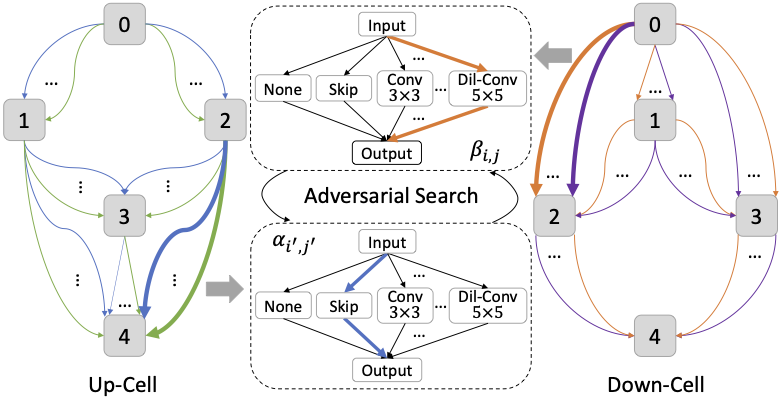 0
...
...
1
2
...
...
3
...
...
...
4
Up-Cell
Input
...
None
Skip
Conv
3×3
...
Dil-Conv
5×5
...
Output
β_{i,j}
Adversarial Search
α_{i',j'}
Input
...
None
Skip
Conv
3×3
...
Dil-Conv
5×5
...
Output
0
...
1
...
...
...
...
2
3
...
...
4
Down-Cell